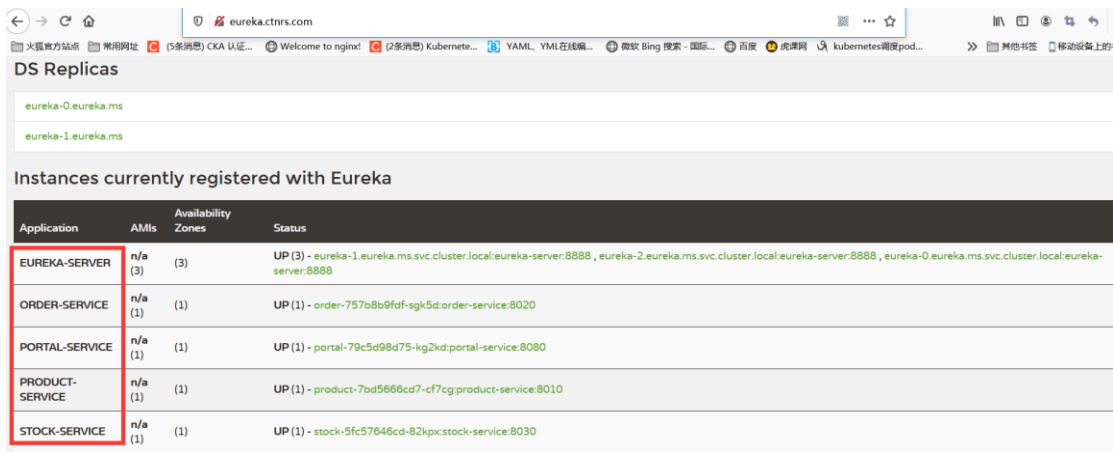 eureka.ctnrs.com
火狐官方站点 常用网址 (5条消息) CKA 认证... Welcome to nginx! (2条消息) Kubernete... YAML、YML在线编... 微软 Bing 搜索 - 国际... 百度 虎课网 kubernetes调度pod... 其他书签 移动设备上的
DS Replicas
eureka-0.eureka.ms
eureka-1.eureka.ms
Instances currently registered with Eureka
Application AMIs Availability Zones Status
EUREKA-SERVER n/a (3) (3) UP (3) - eureka-1.eureka.ms.svc.cluster.local:eureka-server:8888 , eureka-2.eureka.ms.svc.cluster.local:eureka-server:8888 , eureka-0.eureka.ms.svc.cluster.local:eureka-
server:8888
ORDER-SERVICE n/a (1) (1) UP (1) - order-757b8b9fdf-sgk5d:order-service:8020
PORTAL-SERVICE n/a (1) (1) UP (1) - portal-79c5d98d75-kg2kd:portal-service:8080
PRODUCT-SERVICE n/a (1) (1) UP (1) - product-7bd5666cd7-cf7cg:product-service:8010
STOCK-SERVICE n/a (1) (1) UP (1) - stock-5fc57646cd-82kpx:stock-service:8030